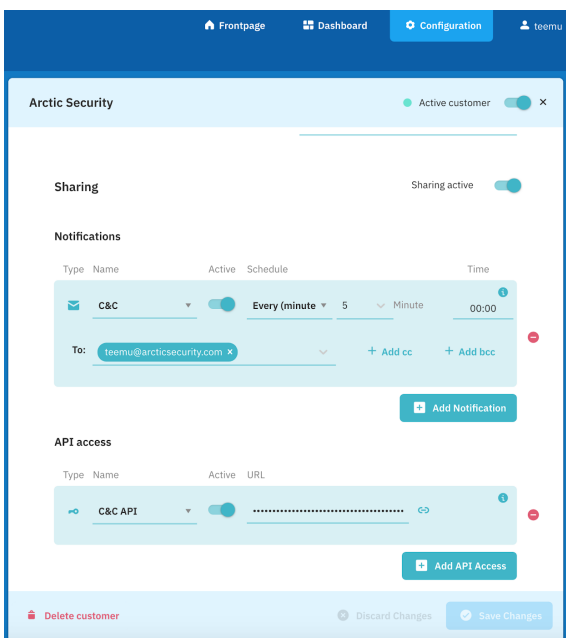 Frontpage Dashboard Configuration teemu
Arctic Security Active customer ×
Sharing Sharing active
Notifications
Type Name Active Schedule Time
C&C Every (minute 5 Minute 00:00
To: teemu@arcticsecurity.com × + Add cc + Add bcc
+ Add Notification
API access
Type Name Active URL
C&C API ••••••••••••••••••••••••••••••••••••••
+ Add API Access
Delete customer Discard Changes Save Changes